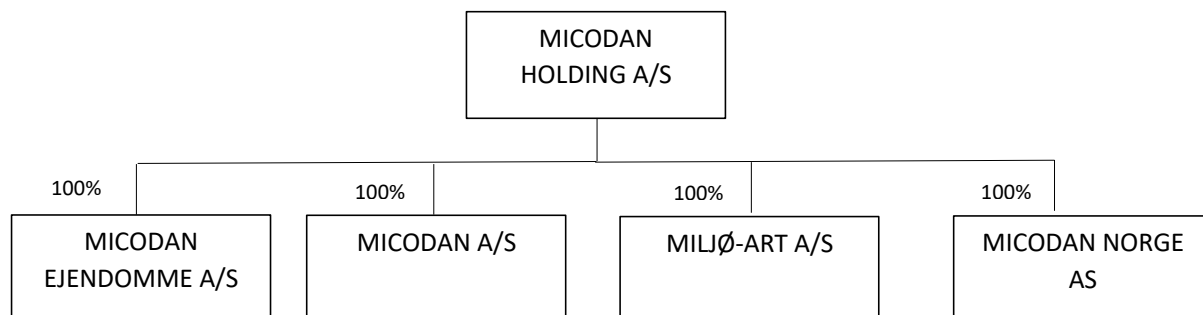 MICODAN
HOLDING A/S
100%
100%
100%
100%
MICODAN
EJENDOMME A/S
MICODAN A/S
MILJØ-ART A/S
MICODAN NORGE
AS